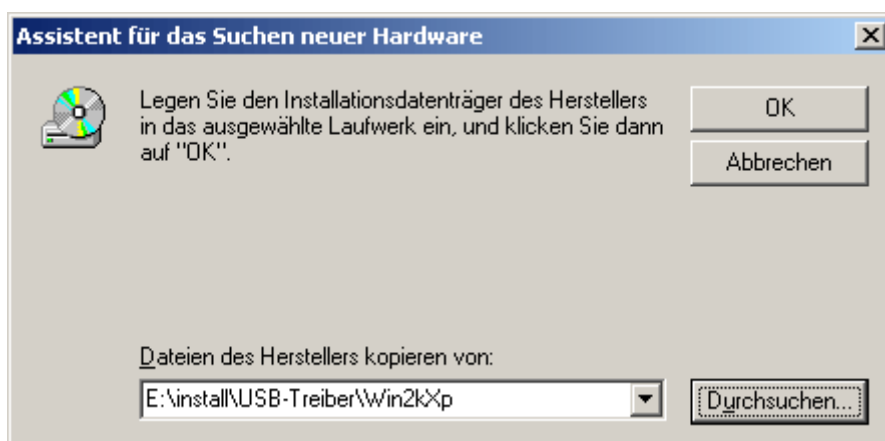 Assistent für das Suchen neuer Hardware
Legen Sie den Installationsdatenträger des Herstellers
in das ausgewählte Laufwerk ein, und klicken Sie dann
auf "OK".
OK
Abbrechen
Dateien des Herstellers kopieren von:
E:\install\USB-Treiber\Win2kXp
Durchsuchen...